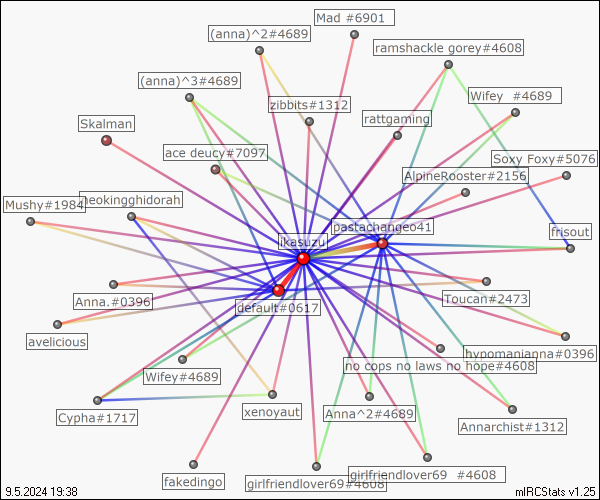 Mad #6901
(anna)^2#4689
ramshackle gorey#4608
(anna)^3#4689
Wifey  #4689
zibbits#1312
Skalman
rattgaming
ace deucy#7097
Soxy Foxy#5076
AlpineRooster#2156
Mushy#1984
neokingghidorah
pastachangeo41
frisout
ikasuzu
Anna.#0396
Toucan#2473
default#0617
avelicious
hypomanianna#0396
no cops no laws no hope#4608
Wifey#4689
Cypha#1717
xenoyaut
Anna^2#4689
Annarchist#1312
girlfriendlover69  #4608
fakedingo
girlfriendlover69#4608
9.5.2024 19:38
mIRCStats v1.25